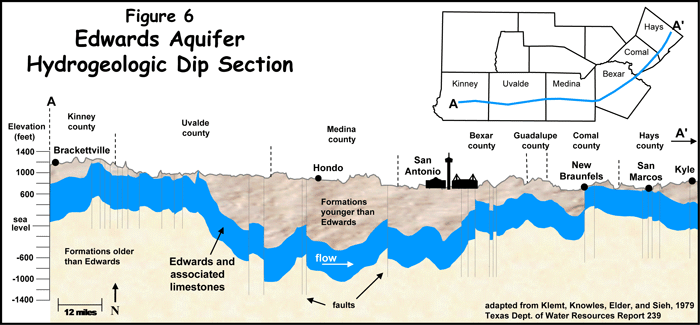 Figure 6
Edwards Aquifer
Hydrogeologic Dip Section
Hays
A'
Comal
Bexar
Kinney
Uvalde
Medina
A
A
Kinney
county
Uvalde
county
Medina
county
Bexar
county
Guadalupe
county
Comal
county
Hays
county
A'
Elevation
(feet)
1400
1000
600
sea
level
-600
-1000
-1400
Brackettville
Hondo
San
Antonio
New
Braunfels
San
Marcos
Kyle
Formations
younger than
Edwards
Formations older
than Edwards
Edwards and
associated
limestones
flow
faults
12 miles
N
adapted from Klemt, Knowles, Elder, and Sieh, 1979
Texas Dept. of Water Resources Report 239